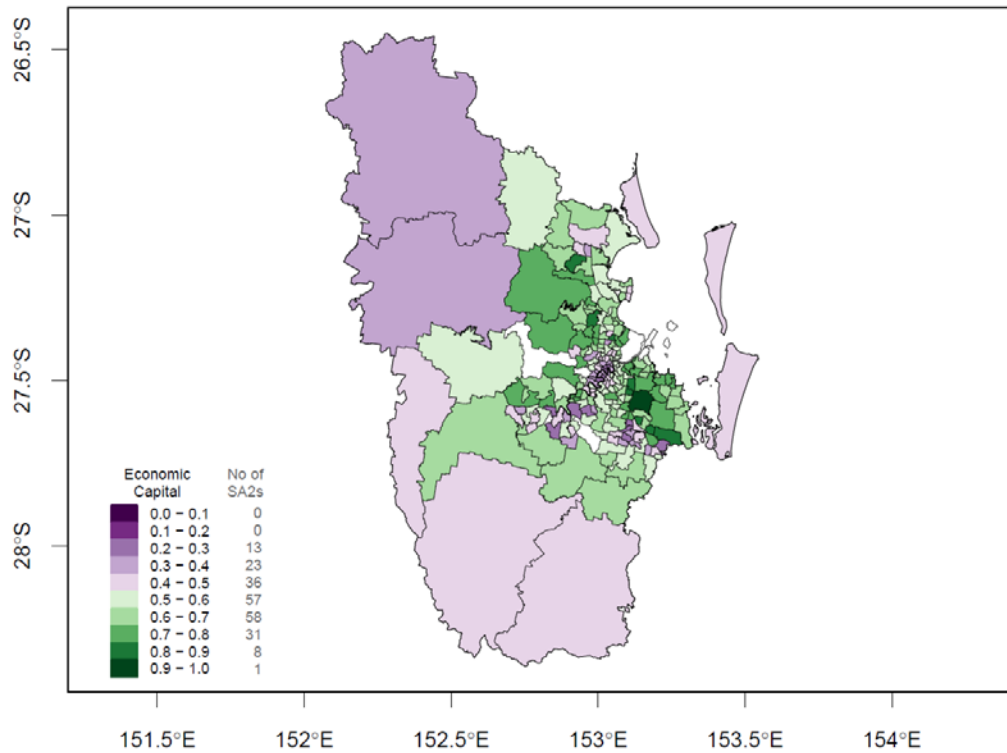 26.5°S
27°S
27.5°S
28°S
Economic No of
Capital SA2s
0.0 – 0.1 0
0.1 – 0.2 0
0.2 – 0.3 13
0.3 – 0.4 23
0.4 – 0.5 36
0.5 – 0.6 57
0.6 – 0.7 58
0.7 – 0.8 31
0.8 – 0.9 8
0.9 – 1.0 1
151.5°E 152°E 152.5°E 153°E 153.5°E 154°E